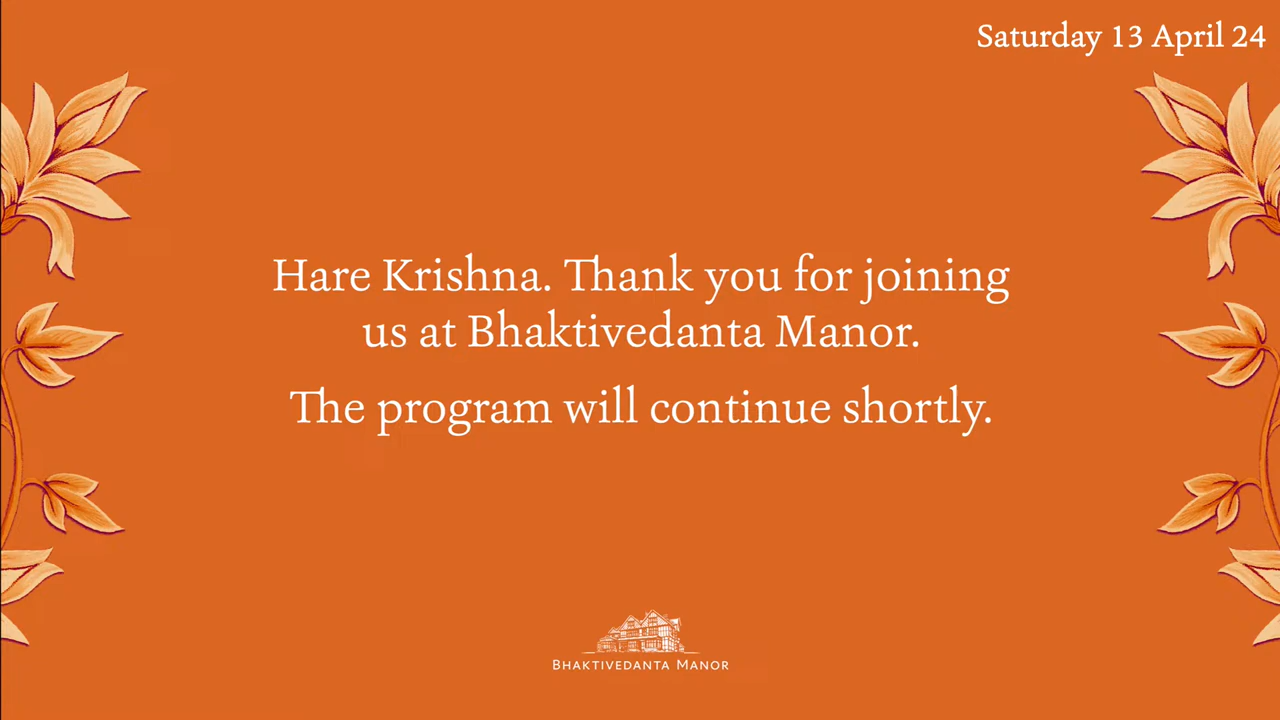 Saturday 13 April 24
Hare Krishna. Thank you for joining
us at Bhaktivedanta Manor.
The program will continue shortly.
BHAKTIVEDANTA MANOR